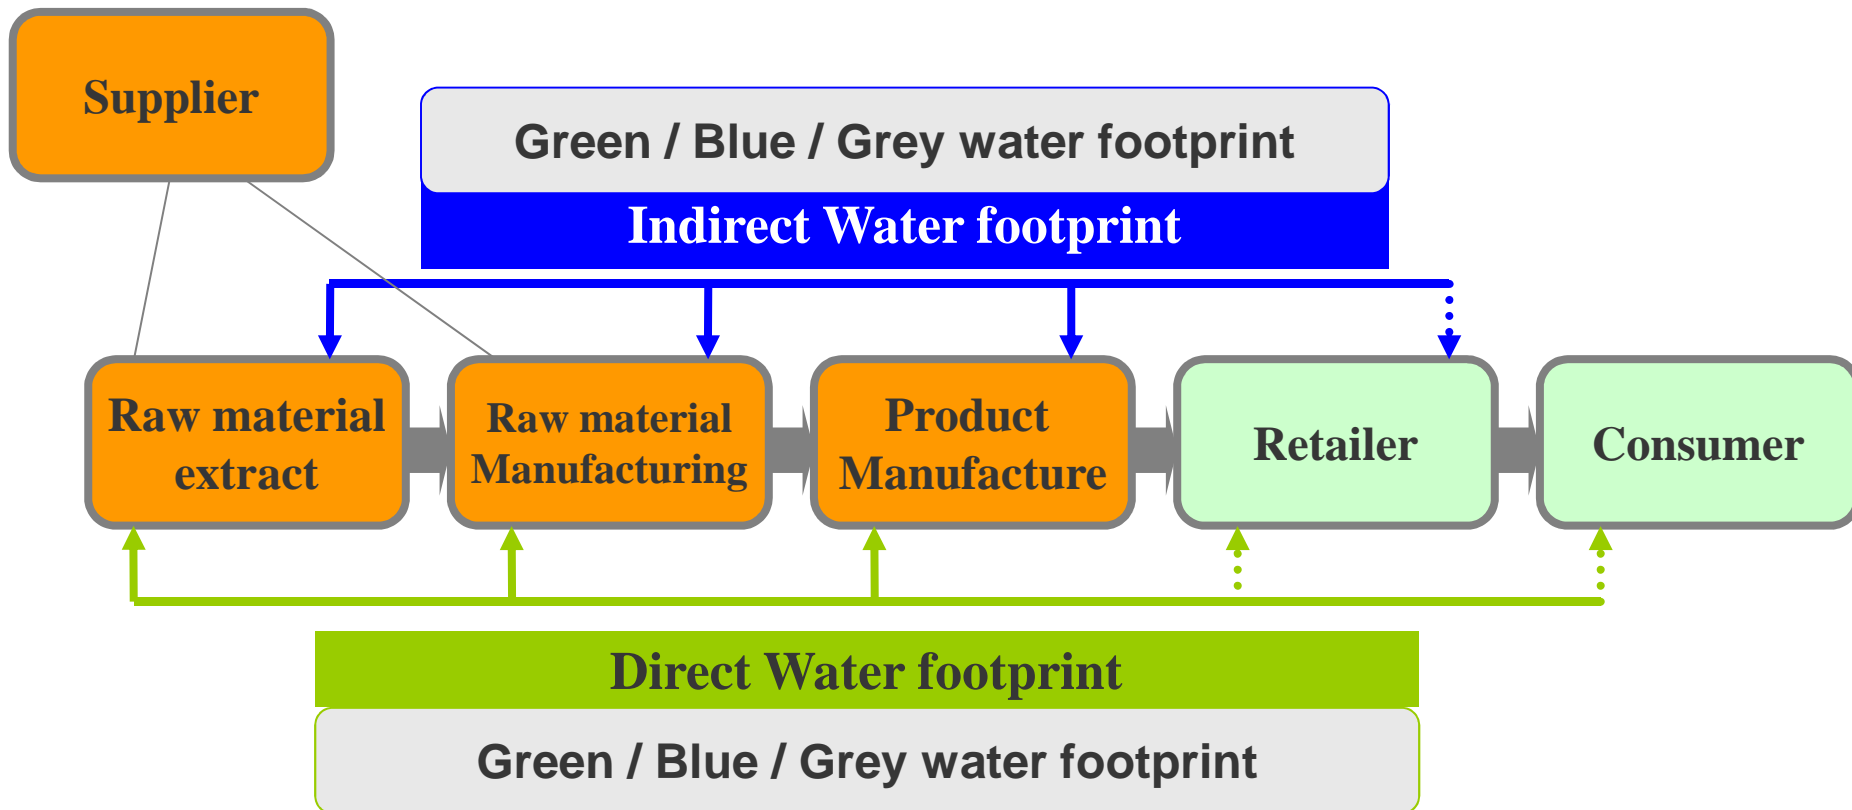 Supplier
Green / Blue / Grey water footprint
Indirect Water footprint
Raw material
extract
Raw material
Manufacturing
Product
Manufacture
Retailer
Consumer
Direct Water footprint
Green / Blue / Grey water footprint